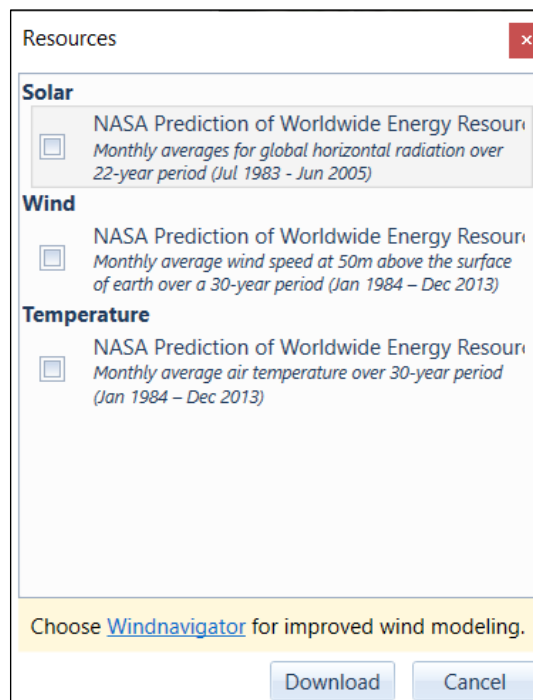 Resources
Solar
NASA Prediction of Worldwide Energy Resour
Monthly averages for global horizontal radiation over
22-year period (Jul 1983 - Jun 2005)
Wind
NASA Prediction of Worldwide Energy Resour
Monthly average wind speed at 50m above the surface
of earth over a 30-year period (Jan 1984 – Dec 2013)
Temperature
NASA Prediction of Worldwide Energy Resour
Monthly average air temperature over 30-year period
(Jan 1984 – Dec 2013)
Choose Windnavigator for improved wind modeling.
Download Cancel